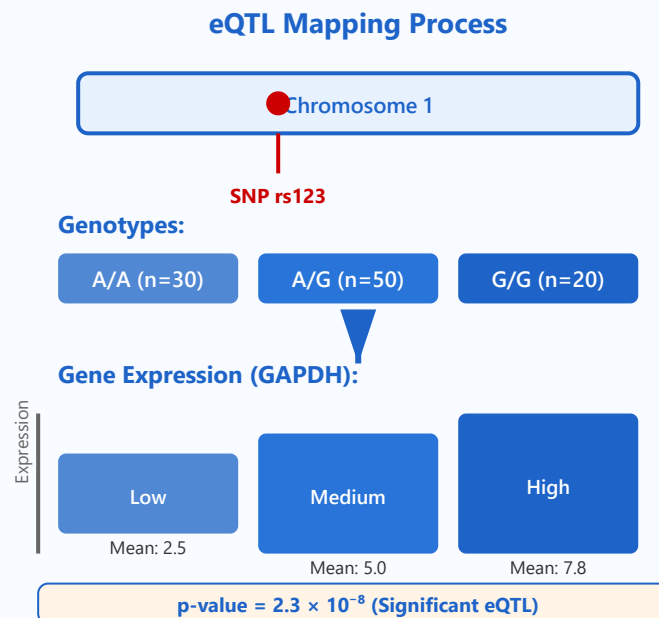 eQTL Mapping Process
Chromosome 1
SNP rs123
Genotypes:
A/A (n=30) A/G (n=50) G/G (n=20)
Gene Expression (GAPDH):
Expression
Low Medium High
Mean: 2.5 Mean: 5.0 Mean: 7.8
p-value = 2.3 × 10⁻⁸ (Significant eQTL)